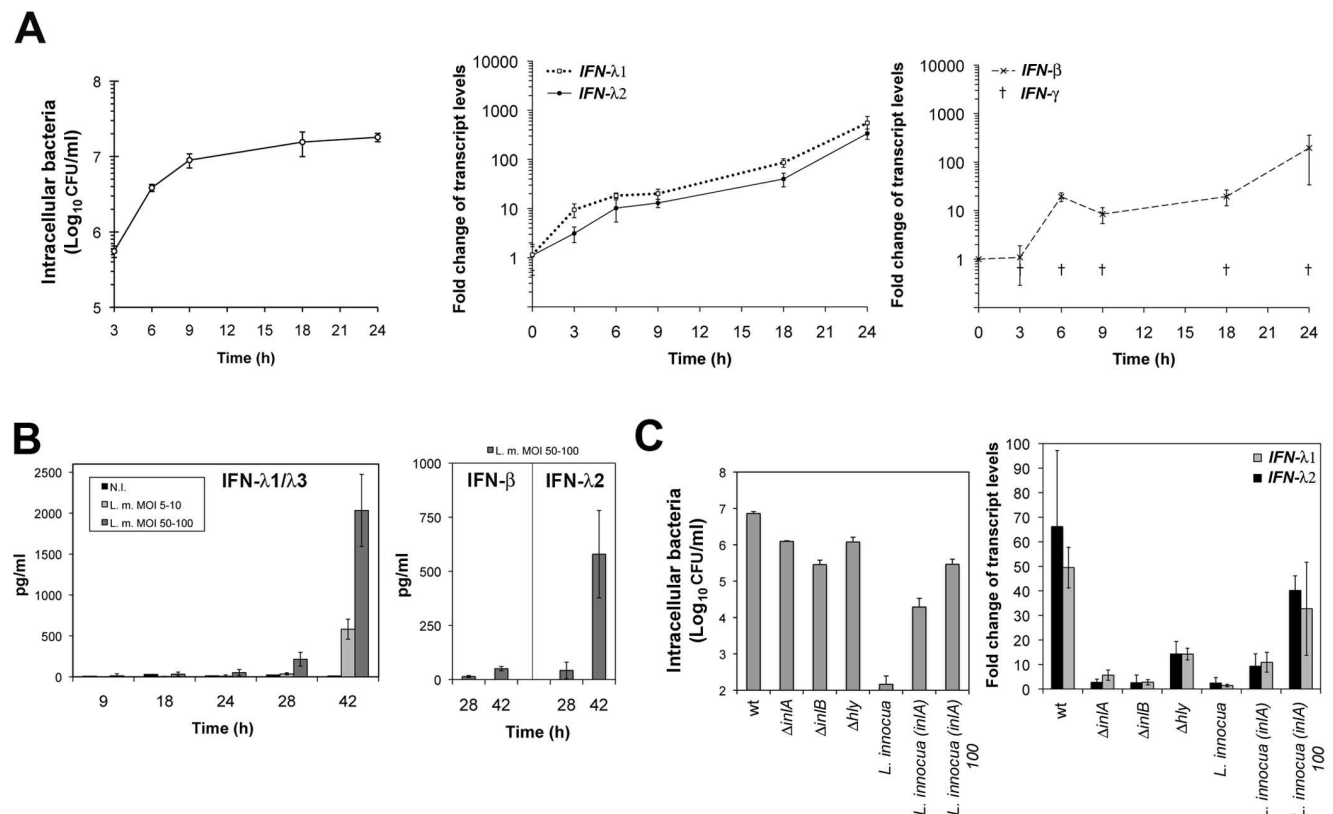 A
Intracellular bacteria
(Log10 CFU/ml)
8
7
6
5
3 6 9 12 15 18 21 24
Time (h)
Fold change of transcript levels
10000
1000
100
10
1
IFN-λ1
IFN-λ2
0 3 6 9 12 15 18 21 24
Time (h)
Fold change of transcript levels
10000
1000
100
10
1
IFN-β
† IFN-γ
† † † † †
0 3 6 9 12 15 18 21 24
Time (h)
B
pg/ml
2500
2000
1500
1000
500
0
IFN-λ1/λ3
N.I.
L. m. MOI 5-10
L. m. MOI 50-100
9 18 24 28 42
Time (h)
L. m. MOI 50-100
pg/ml
1000
750
500
250
0
IFN-β IFN-λ2
28 42 28 42
Time (h)
C
Intracellular bacteria
(Log10 CFU/ml)
8
7
6
5
4
3
2
wt
ΔinlA
ΔinlB
Δhly
L. innocua
L. innocua (inlA)
L. innocua (inlA)
100
Fold change of transcript levels
100
90
80
70
60
50
40
30
20
10
0
IFN-λ1
IFN-λ2
wt
ΔinlA
ΔinlB
Δhly
L. innocua
L. innocua (inlA)
L. innocua (inlA)
100